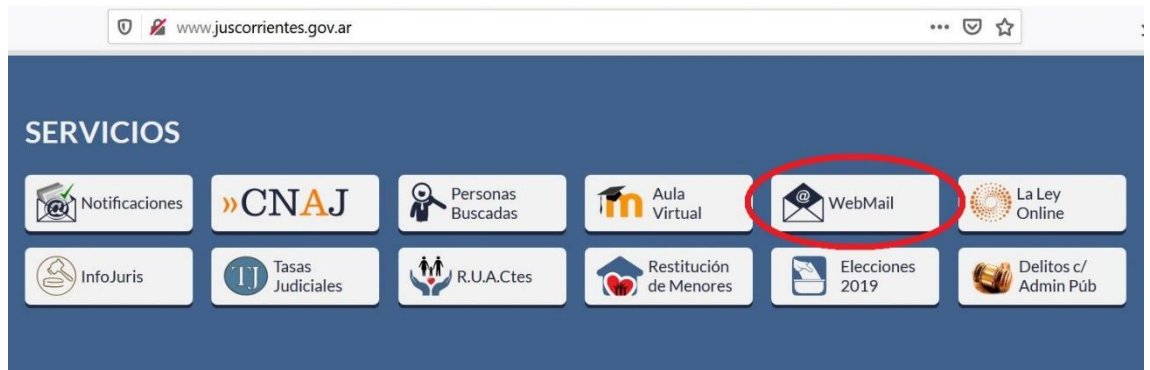 www.juscorrientes.gov.ar
SERVICIOS
Notificaciones
»CNAJ
Personas
Buscadas
Aula
Virtual
WebMail
La Ley
Online
InfoJuris
TJ
Tasas
Judiciales
R.U.A.Ctes
Restitución
de Menores
Elecciones
2019
Delitos c/
Admin Púb